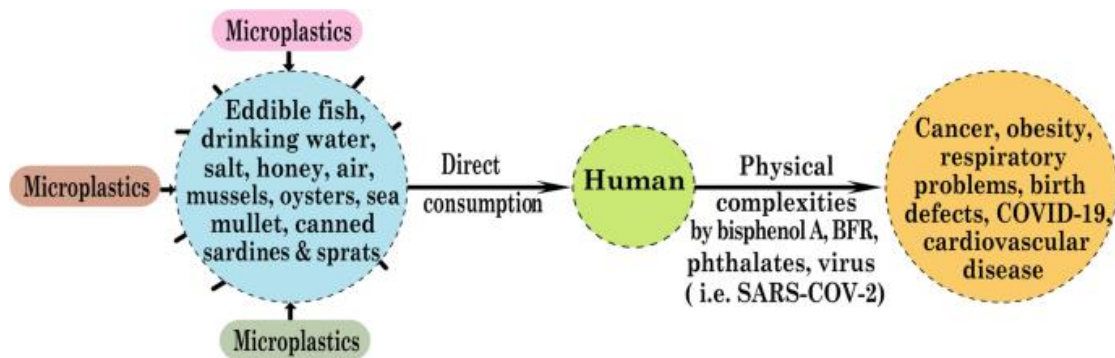 Microplastics
Microplastics
Eddible fish,
drinking water,
salt, honey, air,
mussels, oysters, sea
mullet, canned
sardines & sprats
Microplastics
Direct
consumption
Human
Physical
complexities
by bisphenol A, BFR,
phthalates, virus
( i.e. SARS-COV-2)
Cancer, obesity,
respiratory
problems, birth
defects, COVID-19,
cardiovascular
disease